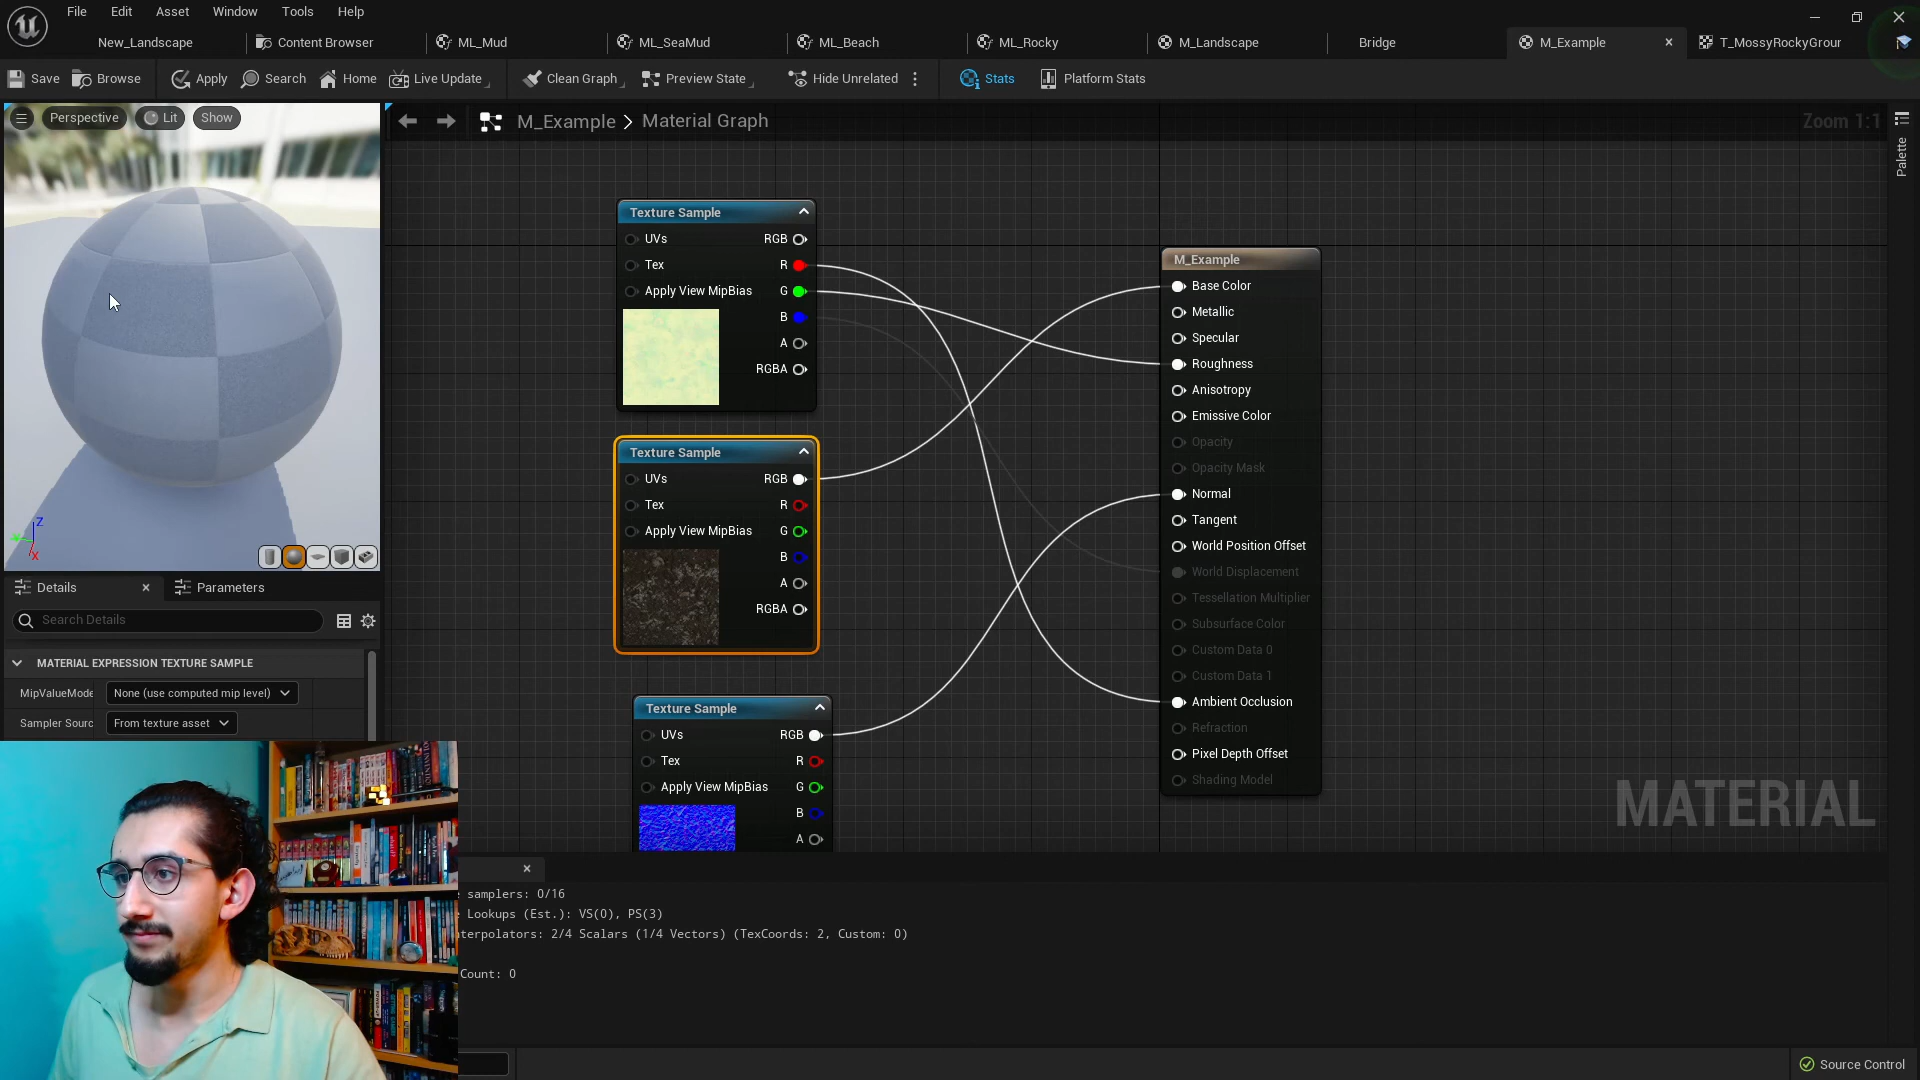 File Edit Asset Window Tools Help
New_Landscape Content Browser ML_Mud ML_SeaMud ML_Beach ML_Rocky M_Landscape Bridge M_Example T_MossyRockyGrour
Save Browse Apply Search Home Live Update Clean Graph Preview State Hide Unrelated Stats Platform Stats
Perspective Lit Show
M_Example > Material Graph
Zoom 1:1
Palette
Texture Sample
UVs RGB
Tex R
Apply View MipBias G
B
A
RGBA
Texture Sample
UVs RGB
Tex R
Apply View MipBias G
B
A
RGBA
Texture Sample
UVs RGB
Tex R
Apply View MipBias G
B
A
M_Example
Base Color
Metallic
Specular
Roughness
Anisotropy
Emissive Color
Opacity
Opacity Mask
Normal
Tangent
World Position Offset
World Displacement
Tessellation Multiplier
Subsurface Color
Custom Data 0
Custom Data 1
Ambient Occlusion
Refraction
Pixel Depth Offset
Shading Model
MATERIAL
Z
X
Details Parameters
Search Details
MATERIAL EXPRESSION TEXTURE SAMPLE
MipValueMode None (use computed mip level)
Sampler Sourc From texture asset
samplers: 0/16
Lookups (Est.): VS(0), PS(3)
nterpolators: 2/4 Scalars (1/4 Vectors) (TexCoords: 2, Custom: 0)
Count: 0
Source Control